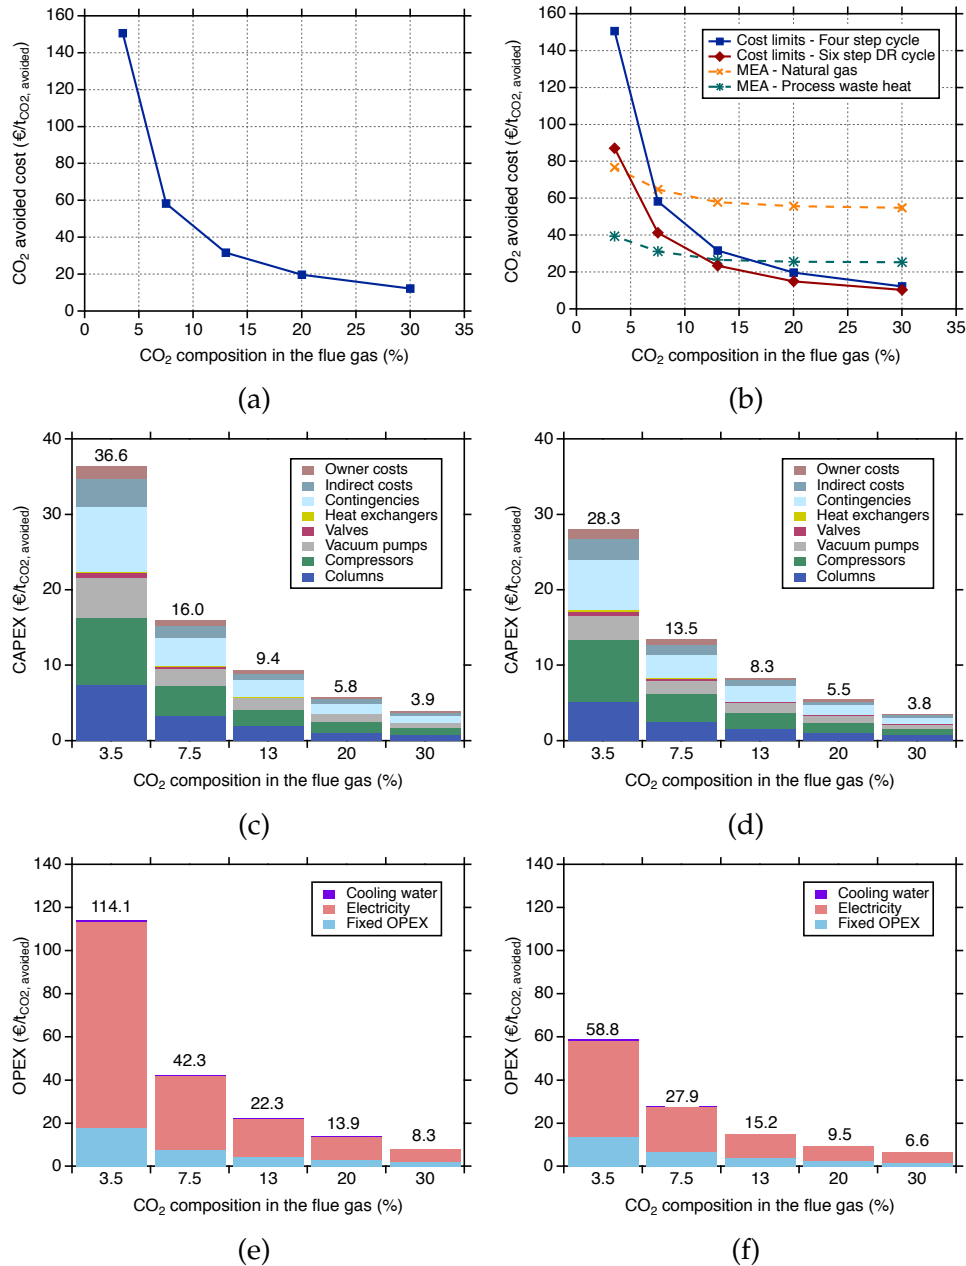 160
140
120
100
80
60
40
20
0
0 5 10 15 20 25 30 35
CO2 avoided cost (€/tCO2, avoided)
CO2 composition in the flue gas (%)
(a)
160
140
120
100
80
60
40
20
0
0 5 10 15 20 25 30 35
CO2 avoided cost (€/tCO2, avoided)
Cost limits - Four step cycle
Cost limits - Six step DR cycle
MEA - Natural gas
MEA - Process waste heat
CO2 composition in the flue gas (%)
(b)
40
30
20
10
0
CAPEX (€/tCO2, avoided)
36.6
16.0
9.4
5.8
3.9
Owner costs
Indirect costs
Contingencies
Heat exchangers
Valves
Vacuum pumps
Compressors
Columns
3.5 7.5 13 20 30
CO2 composition in the flue gas (%)
(c)
40
30
20
10
0
CAPEX (€/tCO2, avoided)
28.3
13.5
8.3
5.5
3.8
Owner costs
Indirect costs
Contingencies
Heat exchangers
Valves
Vacuum pumps
Compressors
Columns
3.5 7.5 13 20 30
CO2 composition in the flue gas (%)
(d)
140
120
100
80
60
40
20
0
OPEX (€/tCO2, avoided)
114.1
42.3
22.3
13.9
8.3
Cooling water
Electricity
Fixed OPEX
3.5 7.5 13 20 30
CO2 composition in the flue gas (%)
(e)
140
120
100
80
60
40
20
0
OPEX (€/tCO2, avoided)
58.8
27.9
15.2
9.5
6.6
Cooling water
Electricity
Fixed OPEX
3.5 7.5 13 20 30
CO2 composition in the flue gas (%)
(f)